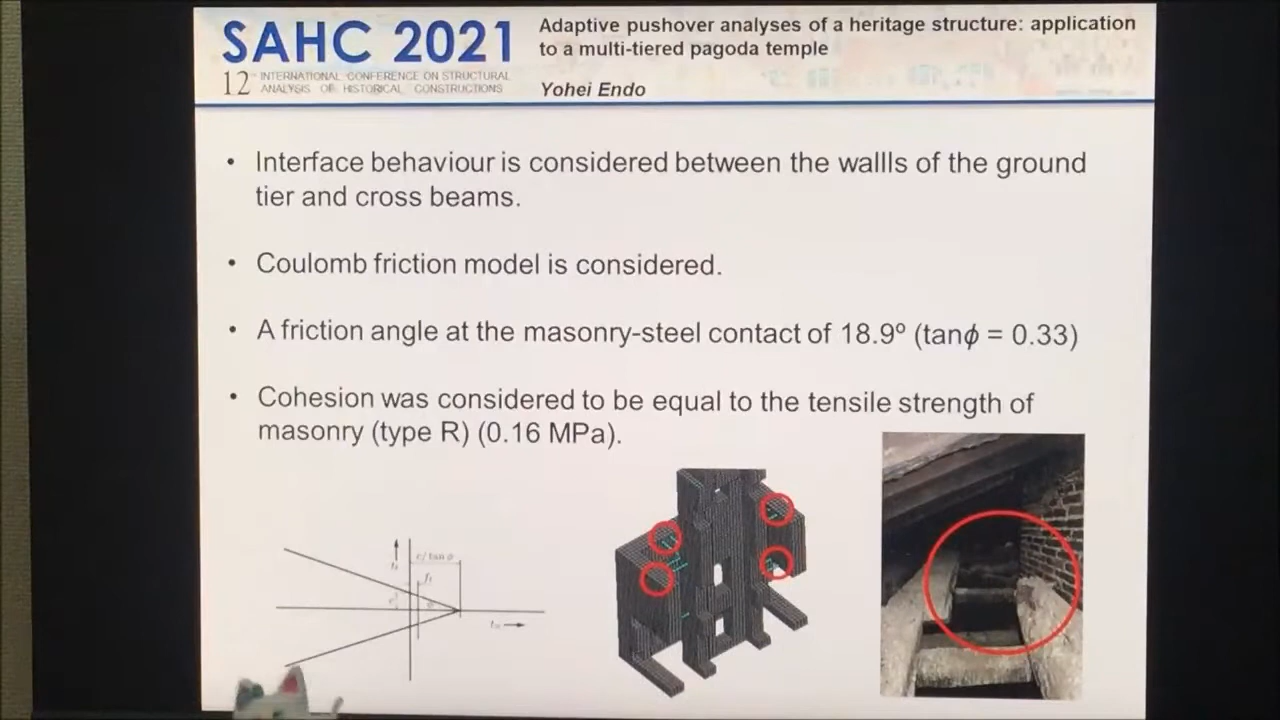 SAHC 2021
12 INTERNATIONAL CONFERENCE ON STRUCTURAL
ANALYSIS OF HISTORICAL CONSTRUCTIONS
Adaptive pushover analyses of a heritage structure: application
to a multi-tiered pagoda temple
Yohei Endo
• Interface behaviour is considered between the wallls of the ground
tier and cross beams.
• Coulomb friction model is considered.
• A friction angle at the masonry-steel contact of 18.9º (tanϕ = 0.33)
• Cohesion was considered to be equal to the tensile strength of
masonry (type R) (0.16 MPa).
c/tan ϕ